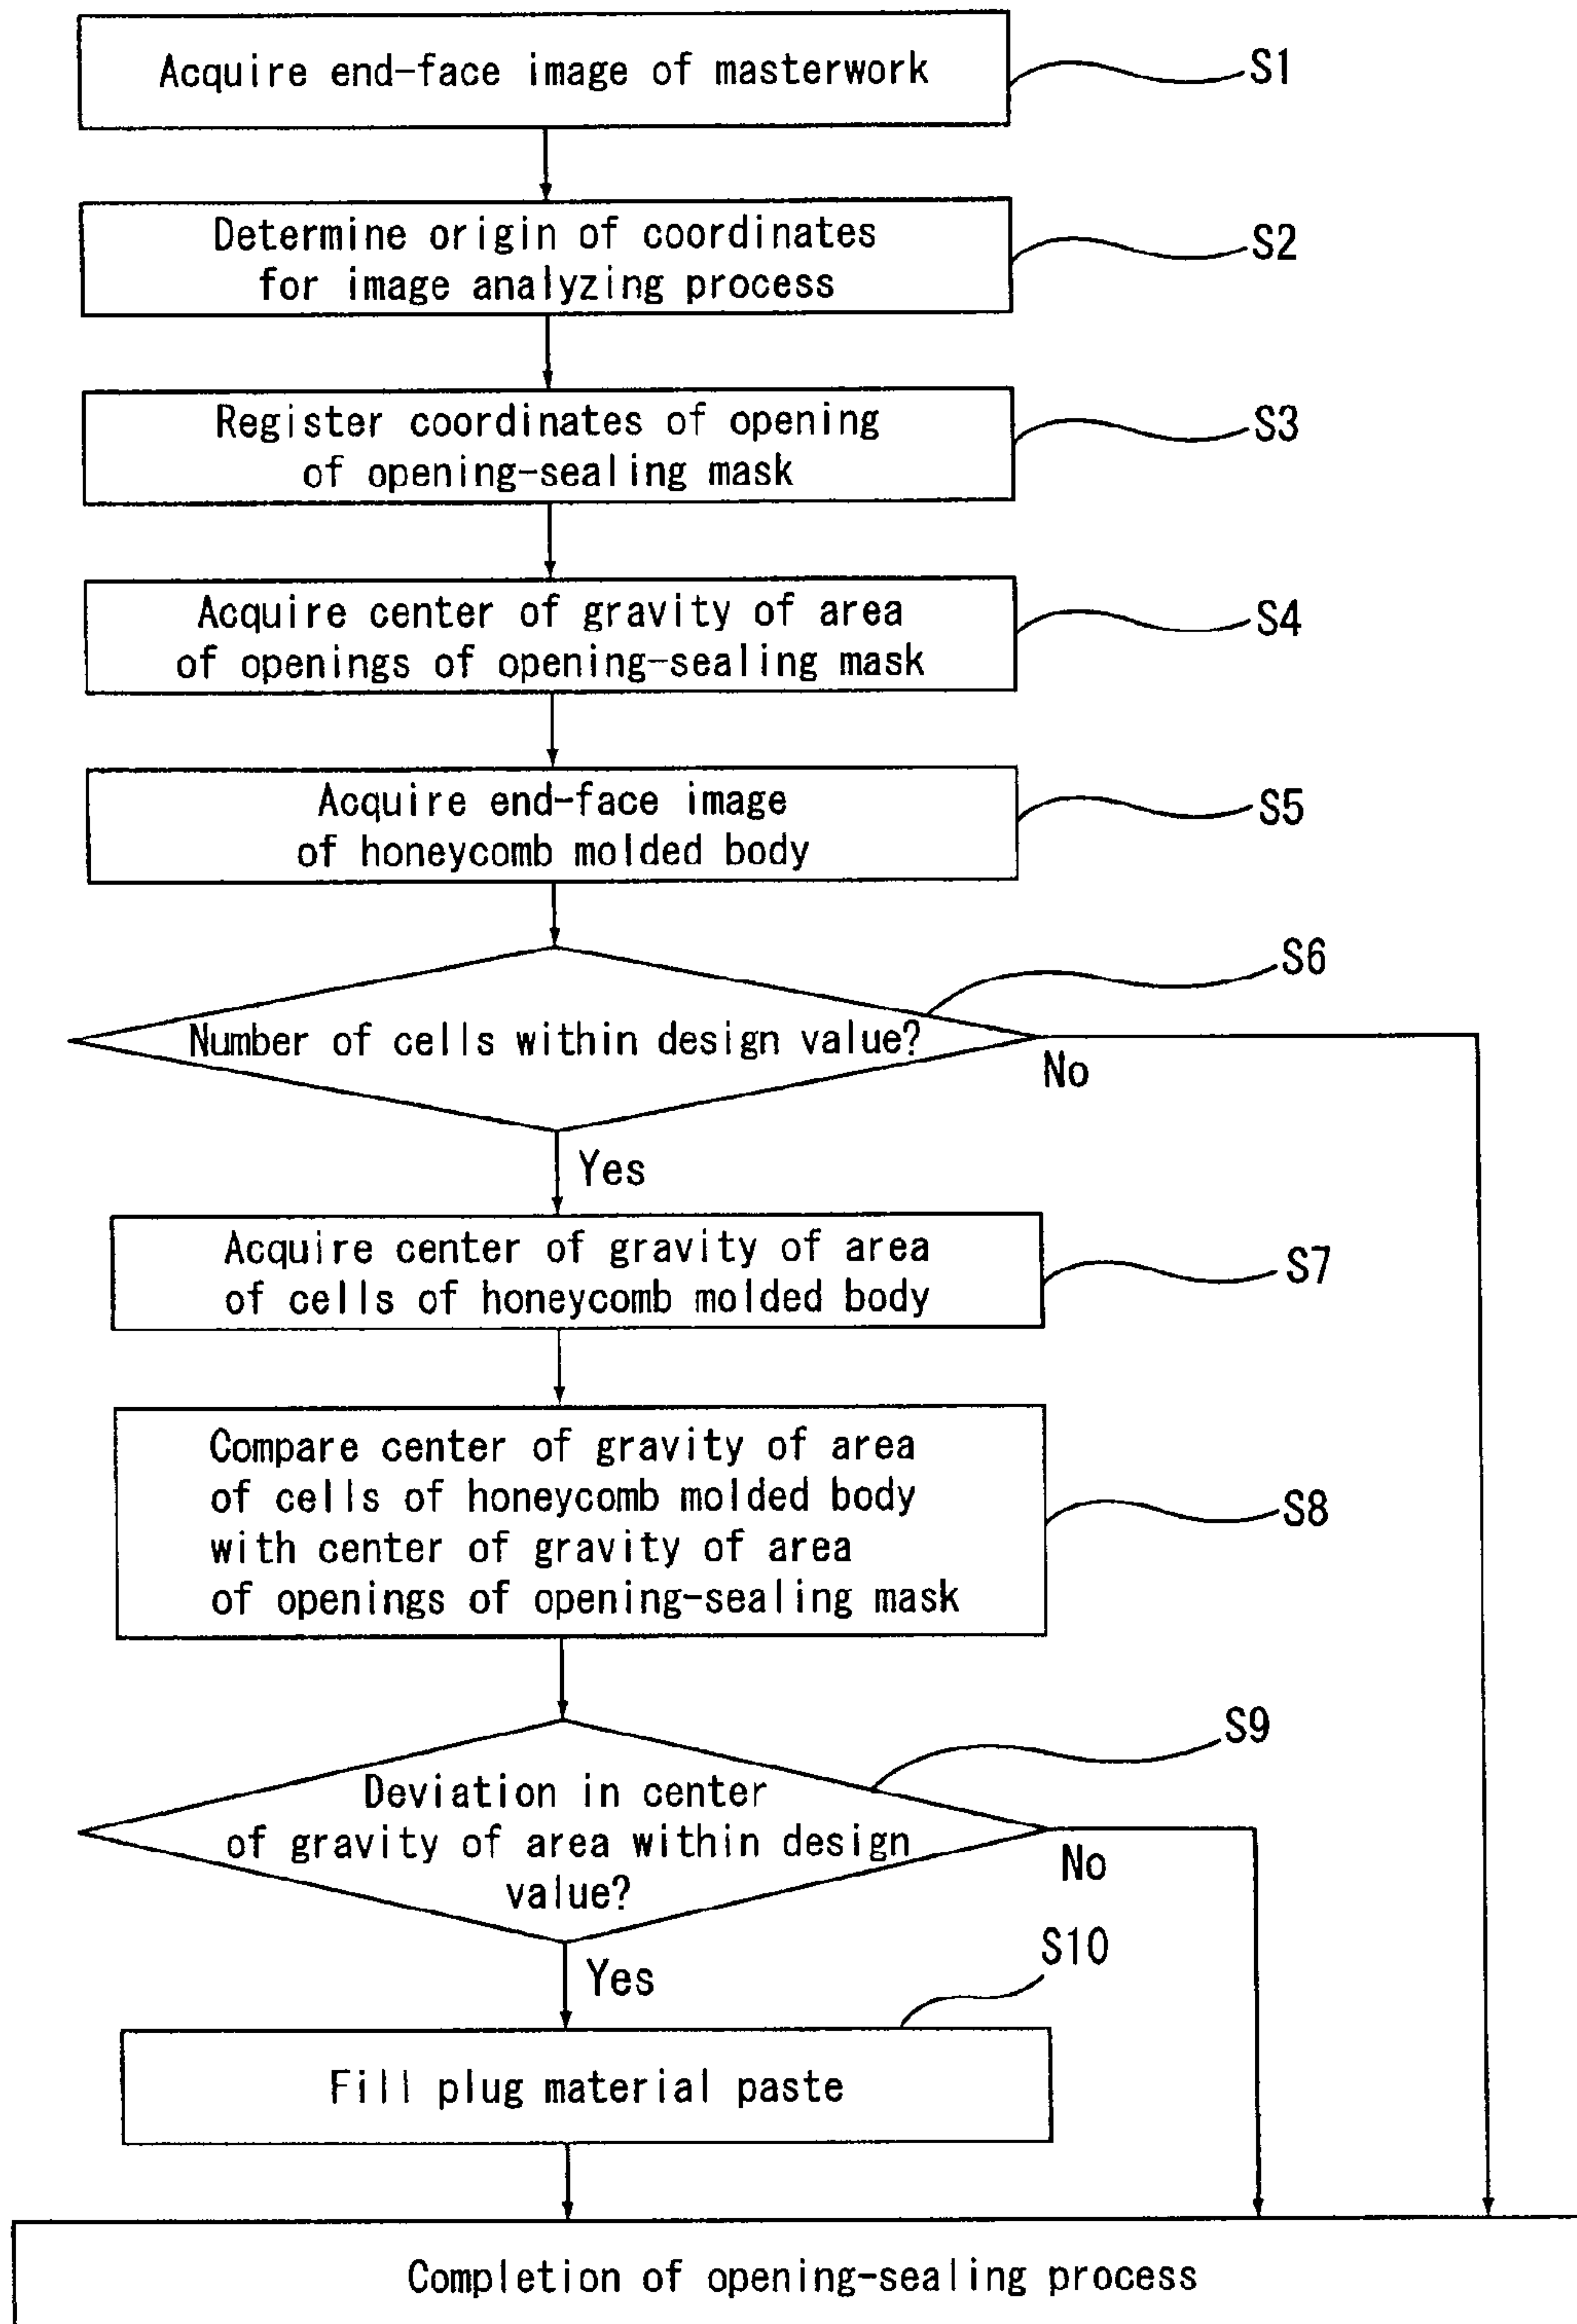 Acquire end-face image of masterwork
S1
Determine origin of coordinates
for image analyzing process
S2
Register coordinates of opening
of opening-sealing mask
S3
Acquire center of gravity of area
of openings of opening-sealing mask
S4
Acquire end-face image
of honeycomb molded body
S5
S6
Number of cells within design value?
No
Yes
Acquire center of gravity of area
of cells of honeycomb molded body
S7
Compare center of gravity of area
of cells of honeycomb molded body
with center of gravity of area
of openings of opening-sealing mask
S8
S9
Deviation in center
of gravity of area within design
value?
No
Yes
S10
Fill plug material paste
Completion of opening-sealing process